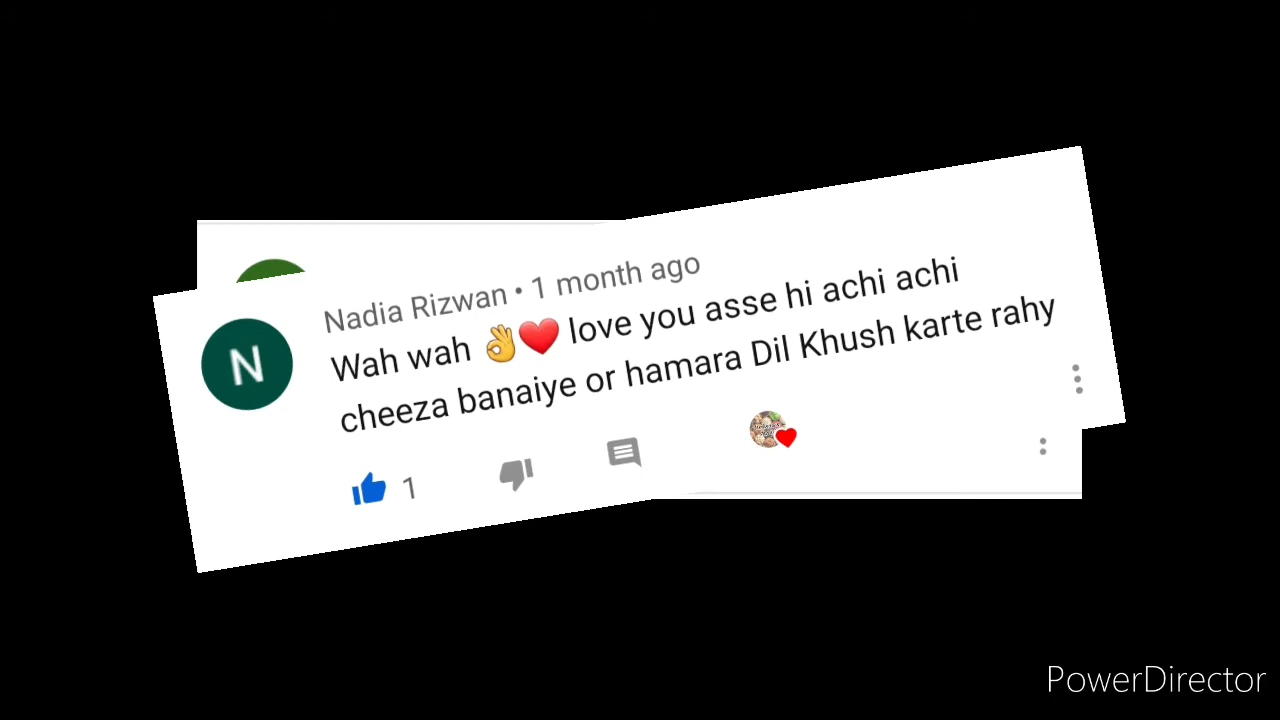 N
Nadia Rizwan • 1 month ago
Wah wah 👌❤️ love you asse hi achi achi
cheeza banaiye or hamara Dil Khush karte rahy
1
PowerDirector